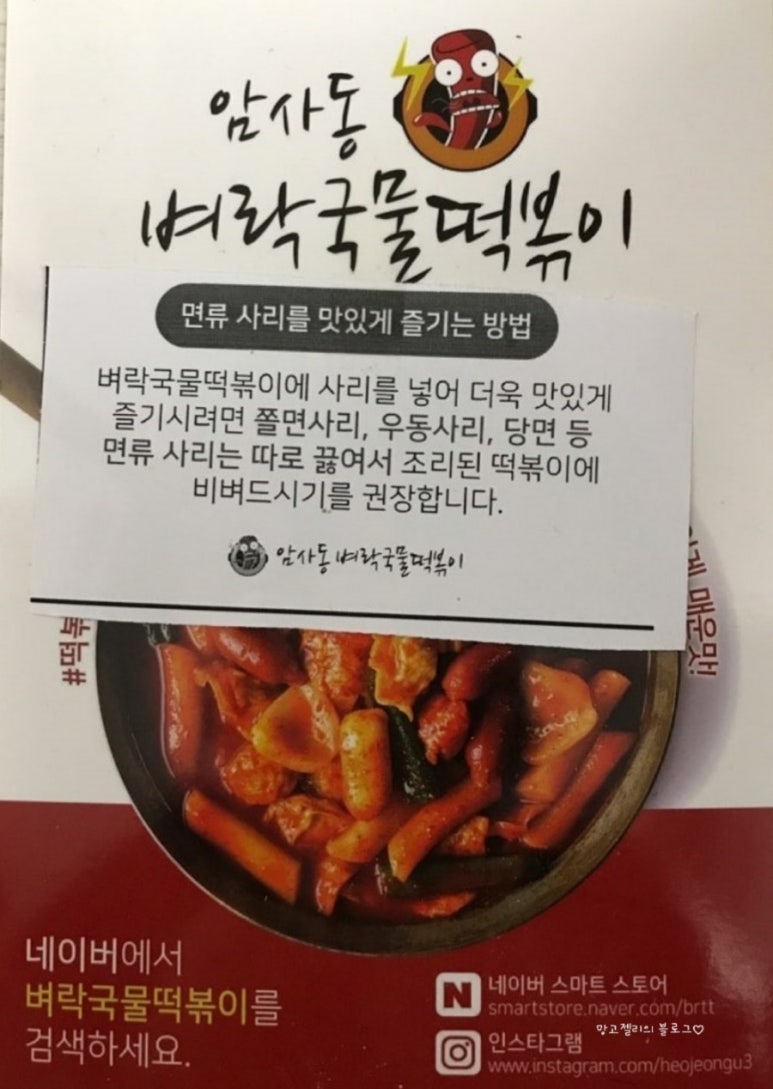 암사동
벼락국물떡볶이
면류 사리를 맛있게 즐기는 방법
벼락국물떡볶이에 사리를 넣어 더욱 맛있게
즐기시려면 쫄면사리, 우동사리, 당면 등
면류 사리는 따로 끓여서 조리된 떡볶이에
비벼드시기를 권장합니다.
암사동 벼락국물떡볶이
매운맛!
네이버에서
벼락국물떡볶이를
검색하세요.
N 네이버 스마트 스토어
smartstore.naver.com/brtt
망고젤리의 블로그♡
인스타그램
www.instagram.com/heojeongu3